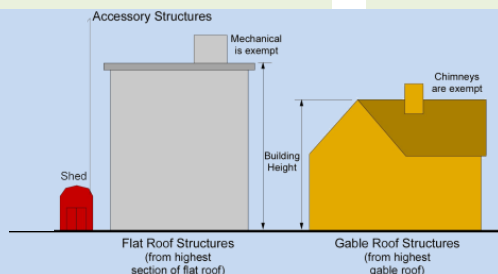 Accessory Structures
Mechanical
is exempt
Chimneys
are exempt
Building
Height
Shed
Flat Roof Structures
(from highest
section of flat roof)
Gable Roof Structures
(from highest
gable roof)